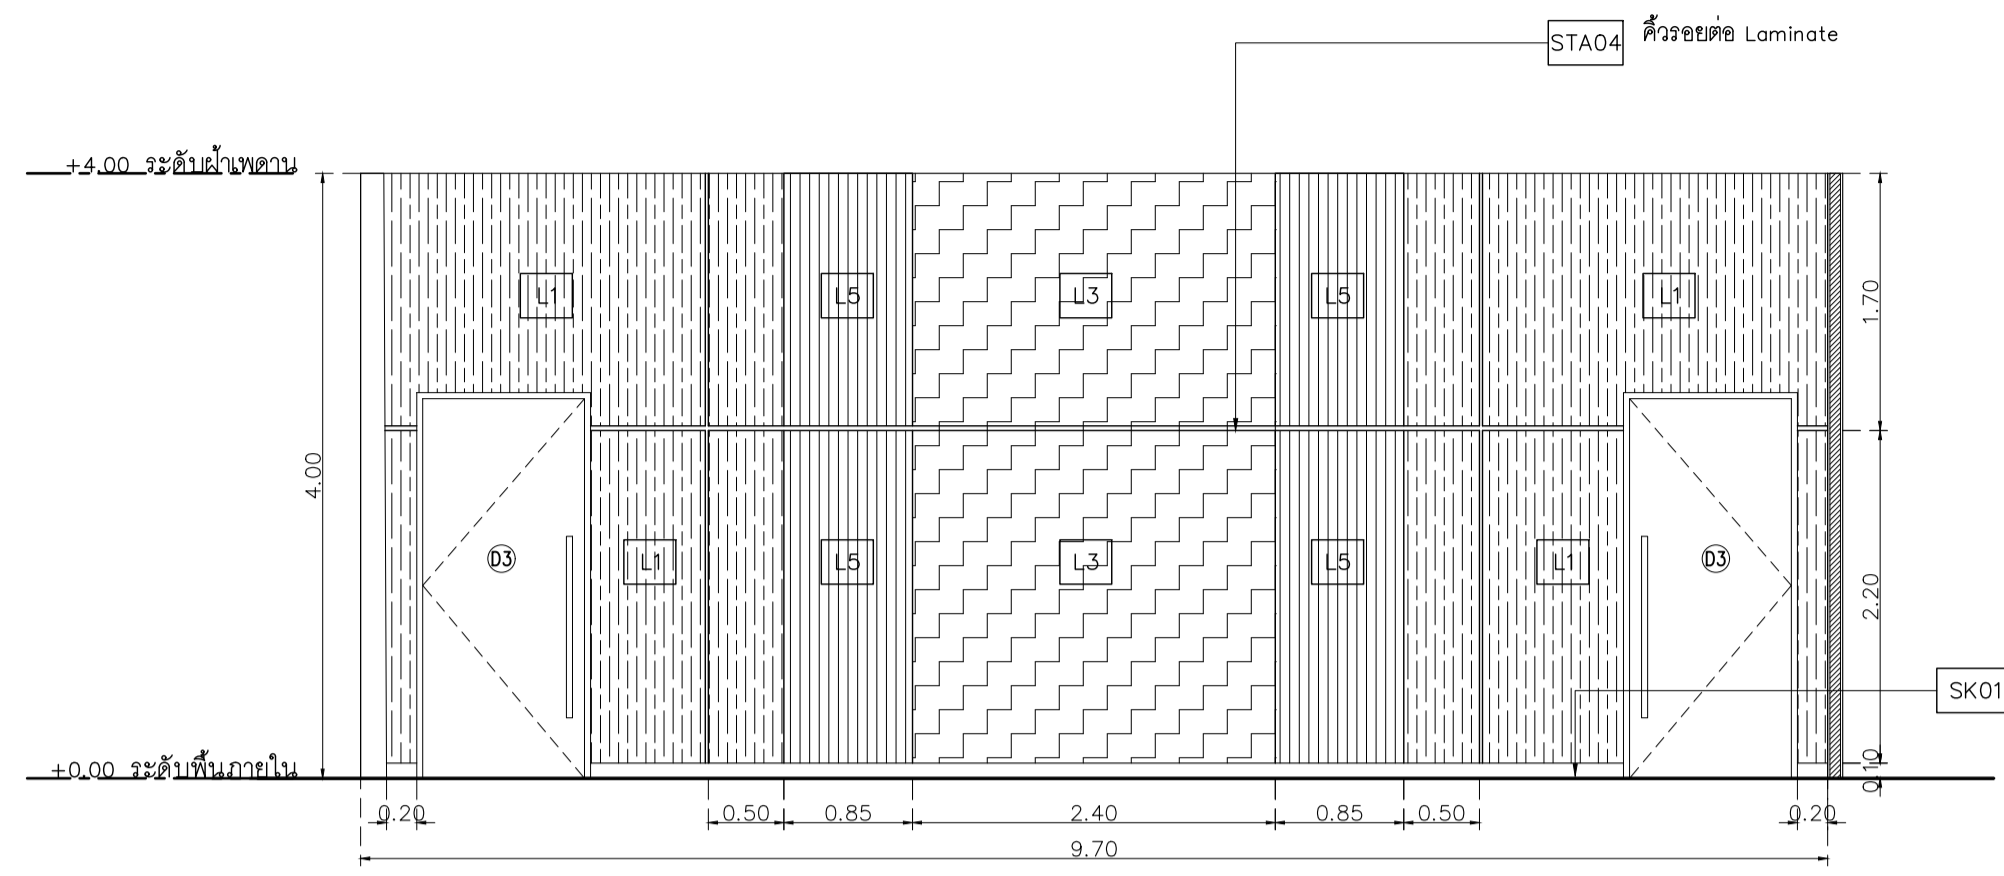 STA04 คิ้วรอยต่อ Laminate
+4.00 ระดับฝ้าเพดาน
L1 L5 L3 L5 L1
1.70
4.00
D3 L1 L5 L3 L5 L1 D3
2.20
SK01
+0.00 ระดับพื้นภายใน
0.10
0.20 0.50 0.85 2.40 0.85 0.50 0.20
9.70